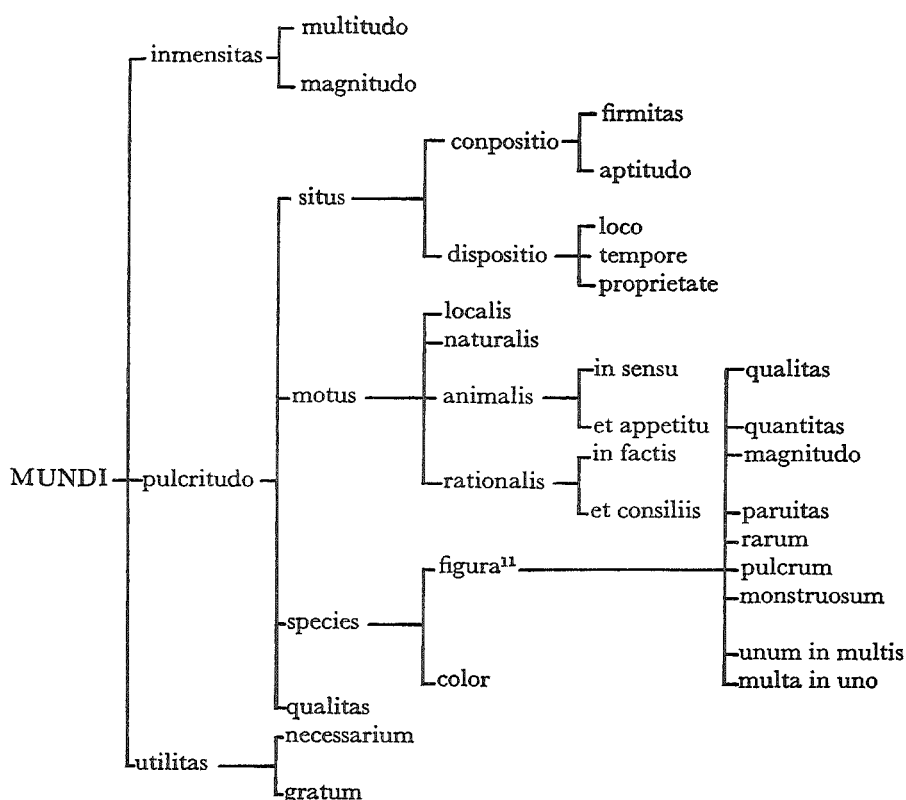 multitudo
inmensitas
magnitudo
firmitas
conpositio
aptitudo
situs
loco
dispositio
tempore
proprietate
localis
naturalis
in sensu
qualitas
motus
animalis
et appetitu
quantitas
in factis
magnitudo
MUNDI
pulcritudo
rationalis
et consiliis
paruitas
rarum
figura¹¹
pulcrum
monstruosum
species
unum in multis
color
multa in uno
qualitas
necessarium
utilitas
gratum